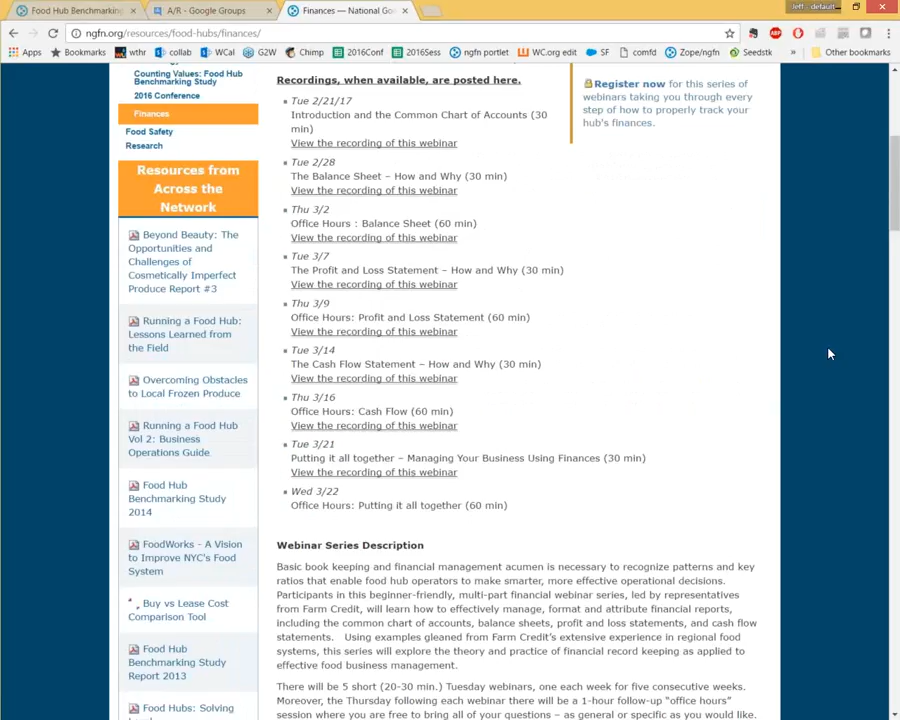 Food Hub Benchmarking
A/R - Google Groups
Finances — National Go
Jeff - default
ngfn.org/resources/food-hubs/finances/
Apps
Bookmarks
wthr
collab
WCal
G2W
Chimp
2016Conf
2016Sess
ngfn portlet
WC.org edit
SF
comfd
Zope/ngfn
Seedstk
»
Other bookmarks
Counting Values: Food Hub
Benchmarking Study
2016 Conference
Finances
Food Safety
Research
Resources from
Across the
Network
Beyond Beauty: The
Opportunities and
Challenges of
Cosmetically Imperfect
Produce Report #3
Running a Food Hub:
Lessons Learned from
the Field
Overcoming Obstacles
to Local Frozen Produce
Running a Food Hub
Vol 2: Business
Operations Guide
Food Hub
Benchmarking Study
2014
FoodWorks - A Vision
to Improve NYC's Food
System
Buy vs Lease Cost
Comparison Tool
Food Hub
Benchmarking Study
Report 2013
Food Hubs: Solving
Recordings, when available, are posted here.
Tue 2/21/17
Introduction and the Common Chart of Accounts (30
min)
View the recording of this webinar
Tue 2/28
The Balance Sheet – How and Why (30 min)
View the recording of this webinar
Thu 3/2
Office Hours : Balance Sheet (60 min)
View the recording of this webinar
Tue 3/7
The Profit and Loss Statement – How and Why (30 min)
View the recording of this webinar
Thu 3/9
Office Hours: Profit and Loss Statement (60 min)
View the recording of this webinar
Tue 3/14
The Cash Flow Statement – How and Why (30 min)
View the recording of this webinar
Thu 3/16
Office Hours: Cash Flow (60 min)
View the recording of this webinar
Tue 3/21
Putting it all together – Managing Your Business Using Finances (30 min)
View the recording of this webinar
Wed 3/22
Office Hours: Putting it all together (60 min)
Webinar Series Description
Basic book keeping and financial management acumen is necessary to recognize patterns and key
ratios that enable food hub operators to make smarter, more effective operational decisions.
Participants in this beginner-friendly, multi-part financial webinar series, led by representatives
from Farm Credit, will learn how to effectively manage, format and attribute financial reports,
including the common chart of accounts, balance sheets, profit and loss statements, and cash flow
statements. Using examples gleaned from Farm Credit's extensive experience in regional food
systems, this series will explore the theory and practice of financial record keeping as applied to
effective food business management.
There will be 5 short (20-30 min.) Tuesday webinars, one each week for five consecutive weeks.
Moreover, the Thursday following each webinar there will be a 1-hour follow-up "office hours"
session where you are free to bring all of your questions – as general or specific as you would like.
Register now for this series of
webinars taking you through every
step of how to properly track your
hub's finances.